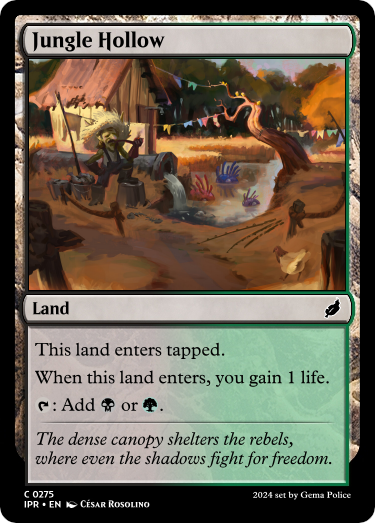 Jungle Hollow
Land
This land enters tapped.
When this land enters, you gain 1 life.
: Add or .
The dense canopy shelters the rebels,
where even the shadows fight for freedom.
C 0275
IPR • EN César Rosolino
2024 set by Gema Police